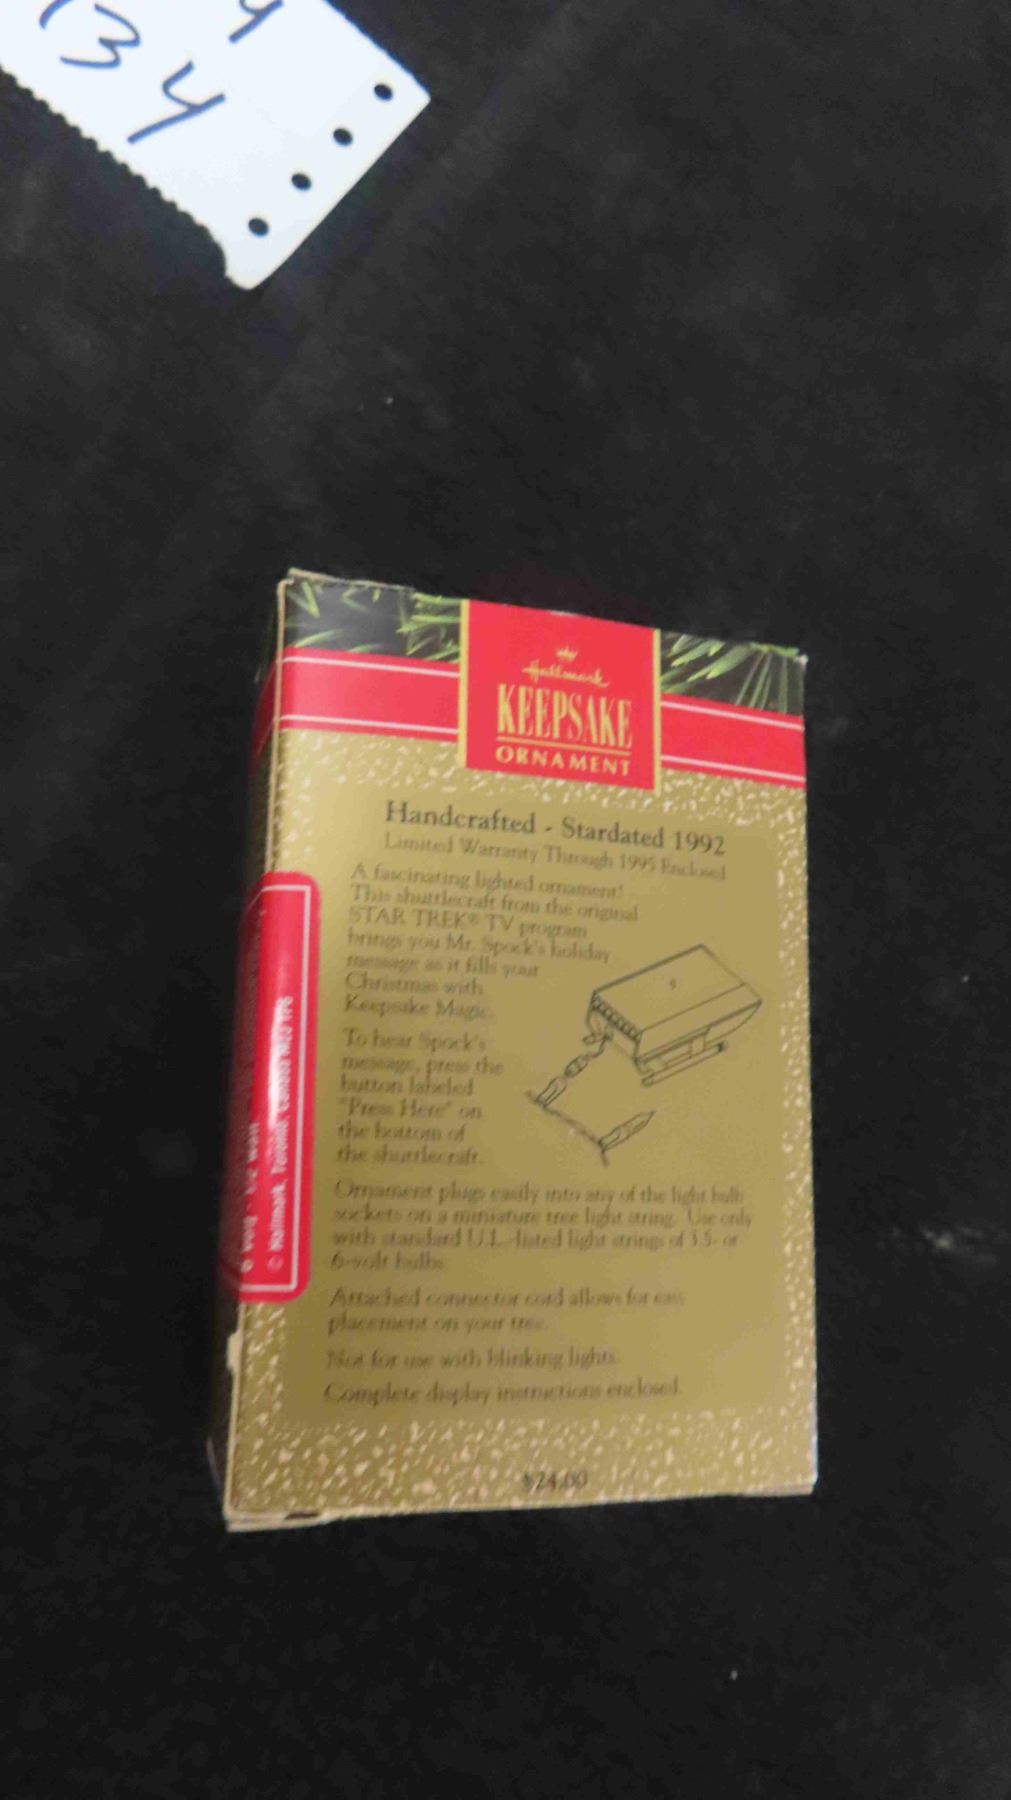 34
Hallmark
KEEPSAKE
ORNAMENT
Handcrafted - Stardated 1992
Limited Warranty Through 1995 Enclosed
A fascinating lighted ornament!
This shuttlecraft from the original
STAR TREK® TV program
brings you Mr. Spock's holiday
message as it fills your
Christmas with
Keepsake Magic.
To hear Spock's
message, press the
button labeled
"Press Here" on
the bottom of
the shuttlecraft.
Ornament plugs easily into any of the light bulb
sockets on a miniature tree light string. Use only
with standard U.L.-listed light strings of 3.5- or
6-volt bulbs.
Attached connector cord allows for easy
placement on your tree.
Not for use with blinking lights.
Complete display instructions enclosed.
$24.00
© Hallmark, Toronto, Canada